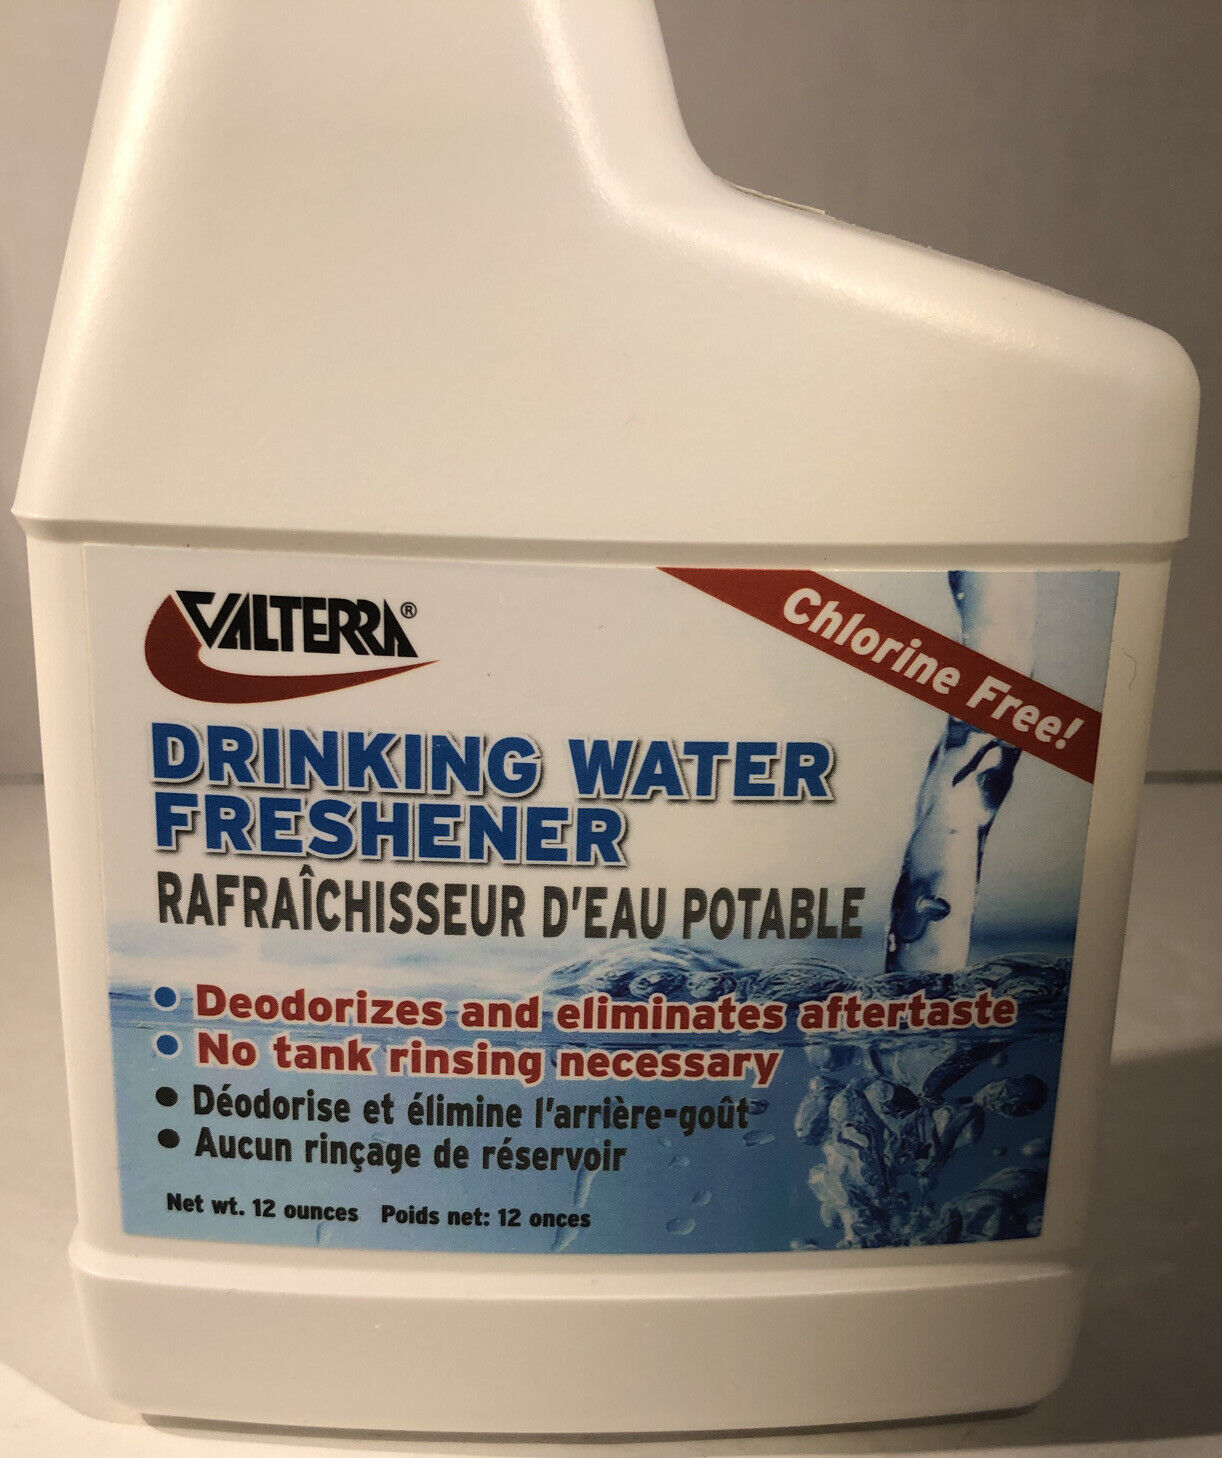 VALTERRA®
Chlorine Free!
DRINKING WATER
FRESHENER
RAFRAÎCHISSEUR D'EAU POTABLE
• Deodorizes and eliminates aftertaste
• No tank rinsing necessary
• Déodorise et élimine l'arrière-goût
• Aucun rinçage de réservoir
Net wt. 12 ounces Poids net: 12 onces